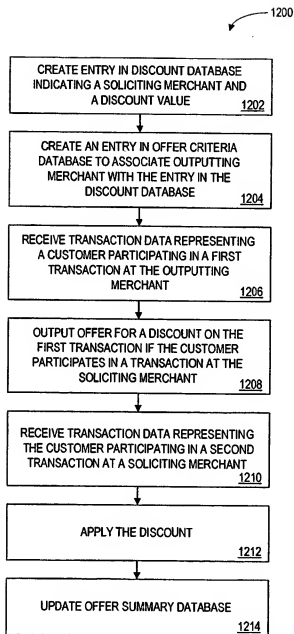 1200
CREATE ENTRY IN DISCOUNT DATABASE
INDICATING A SOLICITING MERCHANT AND
A DISCOUNT VALUE
1202
CREATE AN ENTRY IN OFFER CRITERIA
DATABASE TO ASSOCIATE OUTPUTTING
MERCHANT WITH THE ENTRY IN THE
DISCOUNT DATABASE
1204
RECEIVE TRANSACTION DATA REPRESENTING
A CUSTOMER PARTICIPATING IN A FIRST
TRANSACTION AT THE OUTPUTTING
MERCHANT
1206
OUTPUT OFFER FOR A DISCOUNT ON THE
FIRST TRANSACTION IF THE CUSTOMER
PARTICIPATES IN A TRANSACTION AT THE
SOLICITING MERCHANT
1208
RECEIVE TRANSACTION DATA REPRESENTING
THE CUSTOMER PARTICIPATING IN A SECOND
TRANSACTION AT A SOLICITING MERCHANT
1210
APPLY THE DISCOUNT
1212
UPDATE OFFER SUMMARY DATABASE
1214